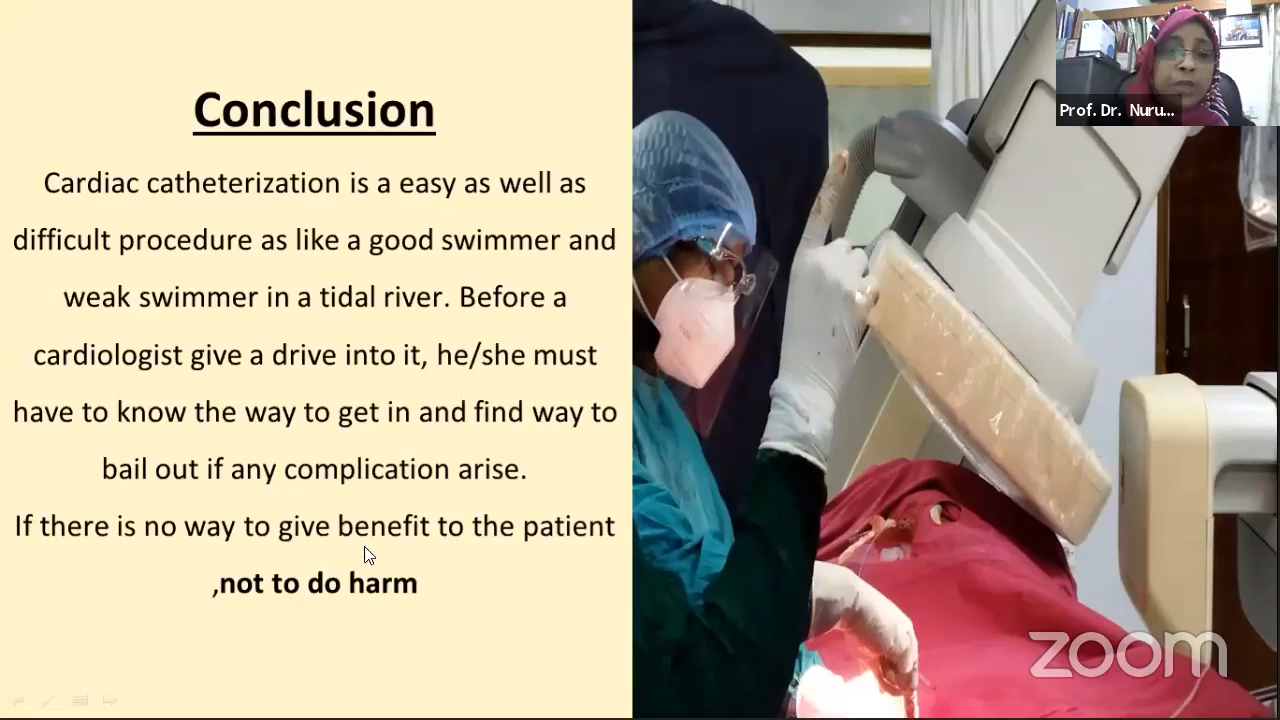 Conclusion
Cardiac catheterization is a easy as well as
difficult procedure as like a good swimmer and
weak swimmer in a tidal river. Before a
cardiologist give a drive into it, he/she must
have to know the way to get in and find way to
bail out if any complication arise.
If there is no way to give benefit to the patient
,not to do harm
Prof. Dr. Nuru...
zoom